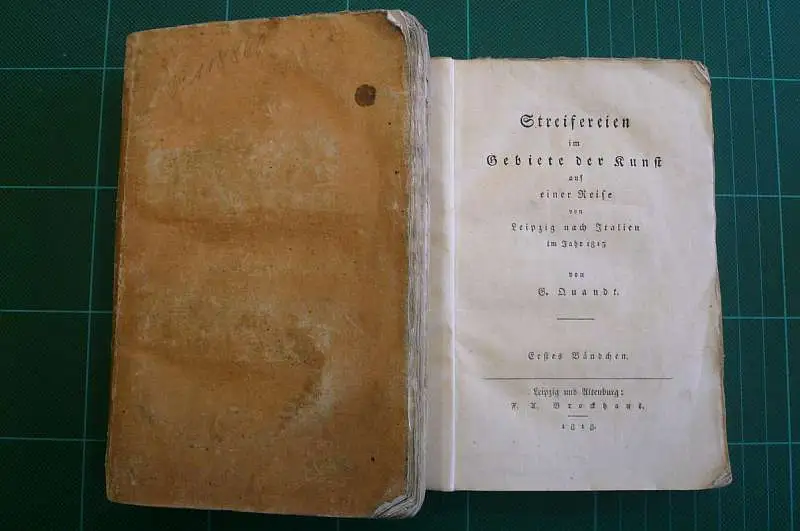 Streifereien
im
Gebiete der Kunst
auf
einer Reise
von
Leipzig nach Italien
im Jahr 1813
von
G. Quandt.
Erstes Bändchen.
Leipzig und Altenburg:
F. A. Brockhaus.
1818.